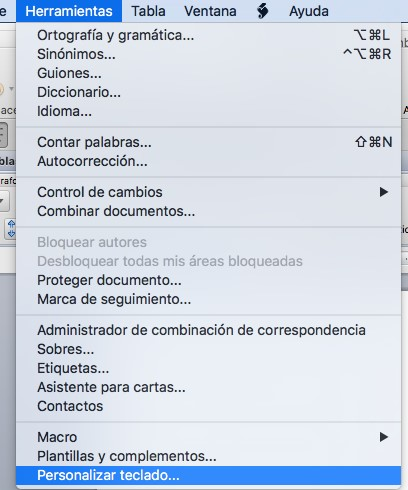 e Herramientas Tabla Ventana Ayuda
Ortografía y gramática... ⌥⌘L
Sinónimos... ^⌥⌘R
Guiones...
Diccionario...
Idioma...
Contar palabras... ⇧⌘N
Autocorrección...
Control de cambios ▶
Combinar documentos...
Bloquear autores
Desbloquear todas mis áreas bloqueadas
Proteger documento...
Marca de seguimiento...
Administrador de combinación de correspondencia
Sobres...
Etiquetas...
Asistente para cartas...
Contactos
Macro ▶
Plantillas y complementos...
Personalizar teclado...